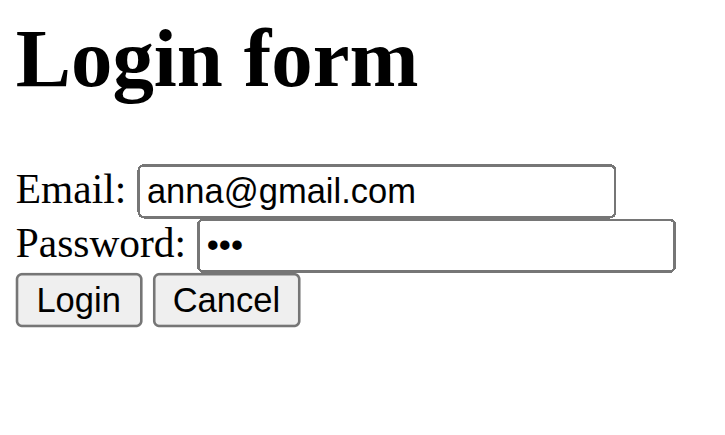 Login form
Email: anna@gmail.com
Password: •••
Login Cancel